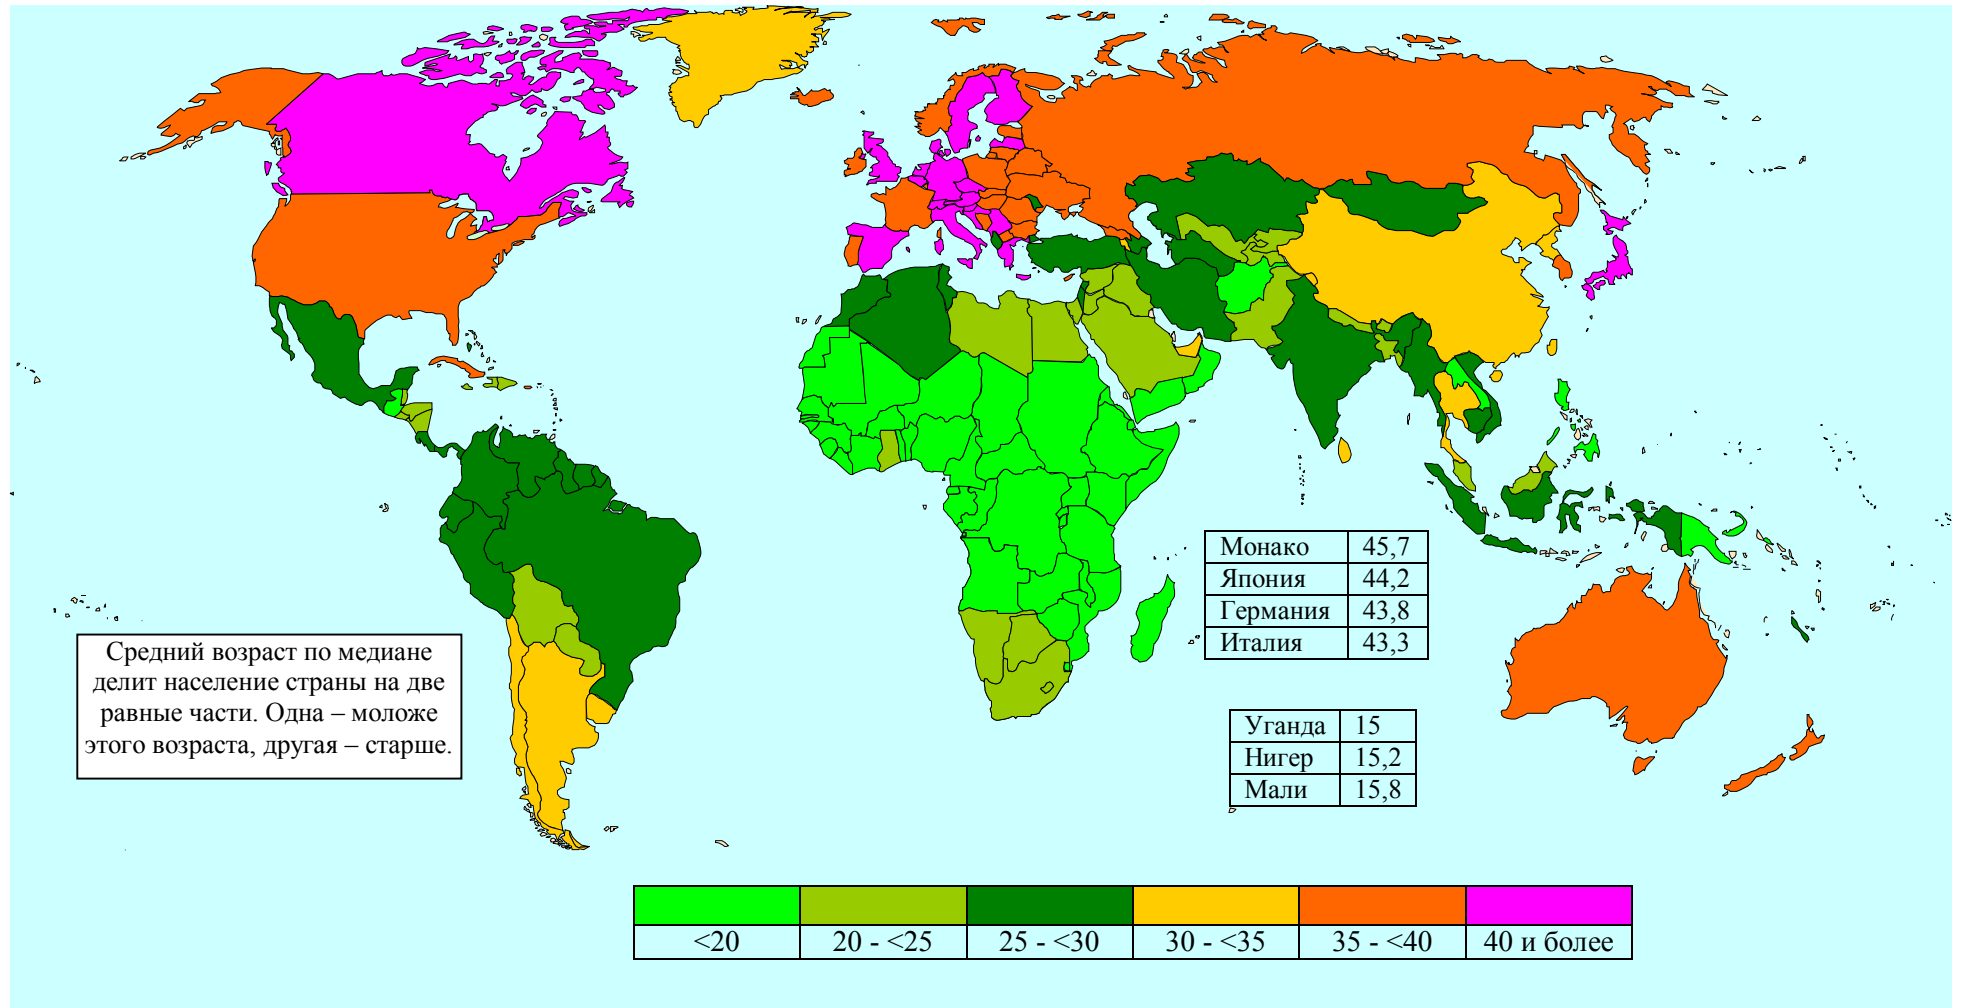 Монако 45,7
Япония 44,2
Германия 43,8
Италия 43,3
Средний возраст по медиане
делит население страны на две
равные части. Одна – моложе
этого возраста, другая – старше.
Уганда 15
Нигер 15,2
Мали 15,8
<20 20 - <25 25 - <30 30 - <35 35 - <40 40 и более